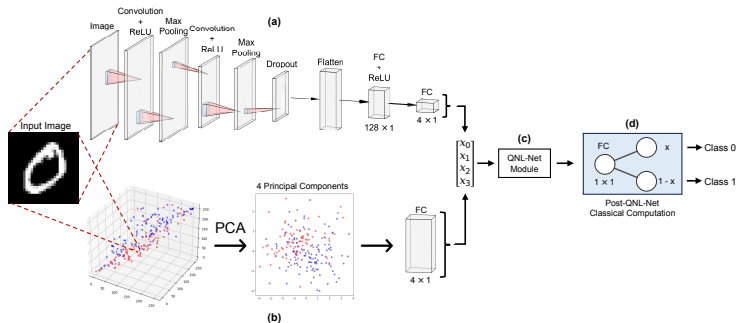 (a)
Image
Convolution
+
ReLU
Max
Pooling
Convolution
+
ReLU
Max
Pooling
Dropout
Flatten
FC
+
ReLU
128 × 1
FC
4 × 1
Input Image
PCA
4 Principal Components
FC
4 × 1
(b)
x0
x1
x2
x3
(c)
QNL-Net
Module
(d)
FC
1 × 1
x
1 - x
Class 0
Class 1
Post-QNL-Net
Classical Computation